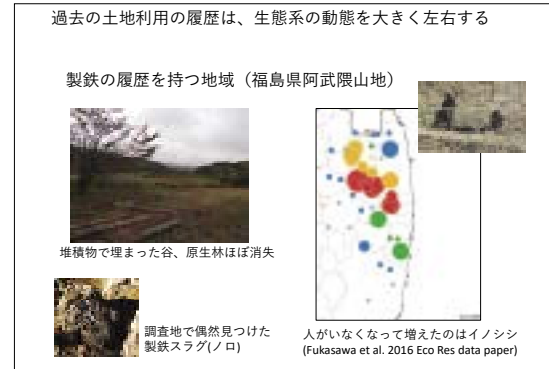 過去の土地利用の履歴は、生態系の動態を大きく左右する
製鉄の履歴を持つ地域（福島県阿武隈山地）
堆積物で埋まった谷、原生林ほぼ消失
調査地で偶然見つけた
製鉄スラグ(ノロ)
人がいなくなって増えたのはイノシシ
(Fukasawa et al. 2016 Eco Res data paper)